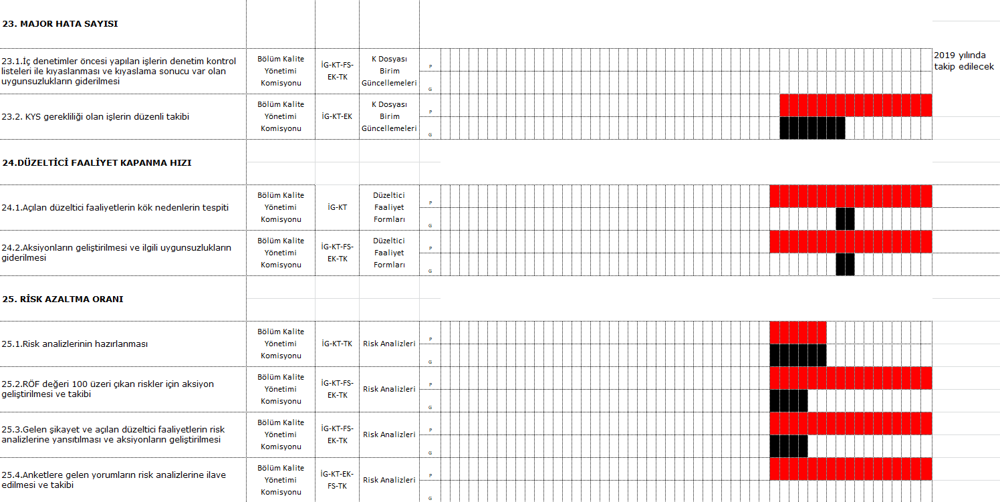 23. MAJOR HATA SAYISI
23.1.İç denetimler öncesi yapılan işlerin denetim kontrol
listeleri ile kıyaslanması ve kıyaslama sonucu var olan
uygunsuzlukların giderilmesi
Bölüm Kalite
Yönetimi
Komisyonu
İG-KT-FS-
EK-TK
K Dosyası
Birim
Güncellemeleri
P
G
2019 yılında
takip edilecek
23.2. KYS gerekliliği olan işlerin düzenli takibi
Bölüm Kalite
Yönetimi
Komisyonu
İG-KT-EK
K Dosyası
Birim
Güncellemeleri
P
G
24.DÜZELTİCİ FAALİYET KAPANMA HIZI
24.1.Açılan düzeltici faaliyetlerin kök nedenlerin tespiti
Bölüm Kalite
Yönetimi
Komisyonu
İG-KT
Düzeltici
Faaliyet
Formları
P
G
24.2.Aksiyonların geliştirilmesi ve ilgili uygunsuzlukların
giderilmesi
Bölüm Kalite
Yönetimi
Komisyonu
İG-KT-FS-
EK-TK
Düzeltici
Faaliyet
Formları
P
G
25. RİSK AZALTMA ORANI
25.1.Risk analizlerinin hazırlanması
Bölüm Kalite
Yönetimi
Komisyonu
İG-KT-TK
Risk Analizleri
P
G
25.2.RÖF değeri 100 üzeri çıkan riskler için aksiyon
geliştirilmesi ve takibi
Bölüm Kalite
Yönetimi
Komisyonu
İG-KT-FS-
EK-TK
Risk Analizleri
P
G
25.3.Gelen şikayet ve açılan düzeltici faaliyetlerin risk
analizlerine yansıtılması ve aksiyonların geliştirilmesi
Bölüm Kalite
Yönetimi
Komisyonu
İG-KT-FS-
EK-TK
Risk Analizleri
P
G
25.4.Anketlere gelen yorumların risk analizlerine ilave
edilmesi ve takibi
Bölüm Kalite
Yönetimi
Komisyonu
İG-KT-EK-
FS-TK
Risk Analizleri
P
G